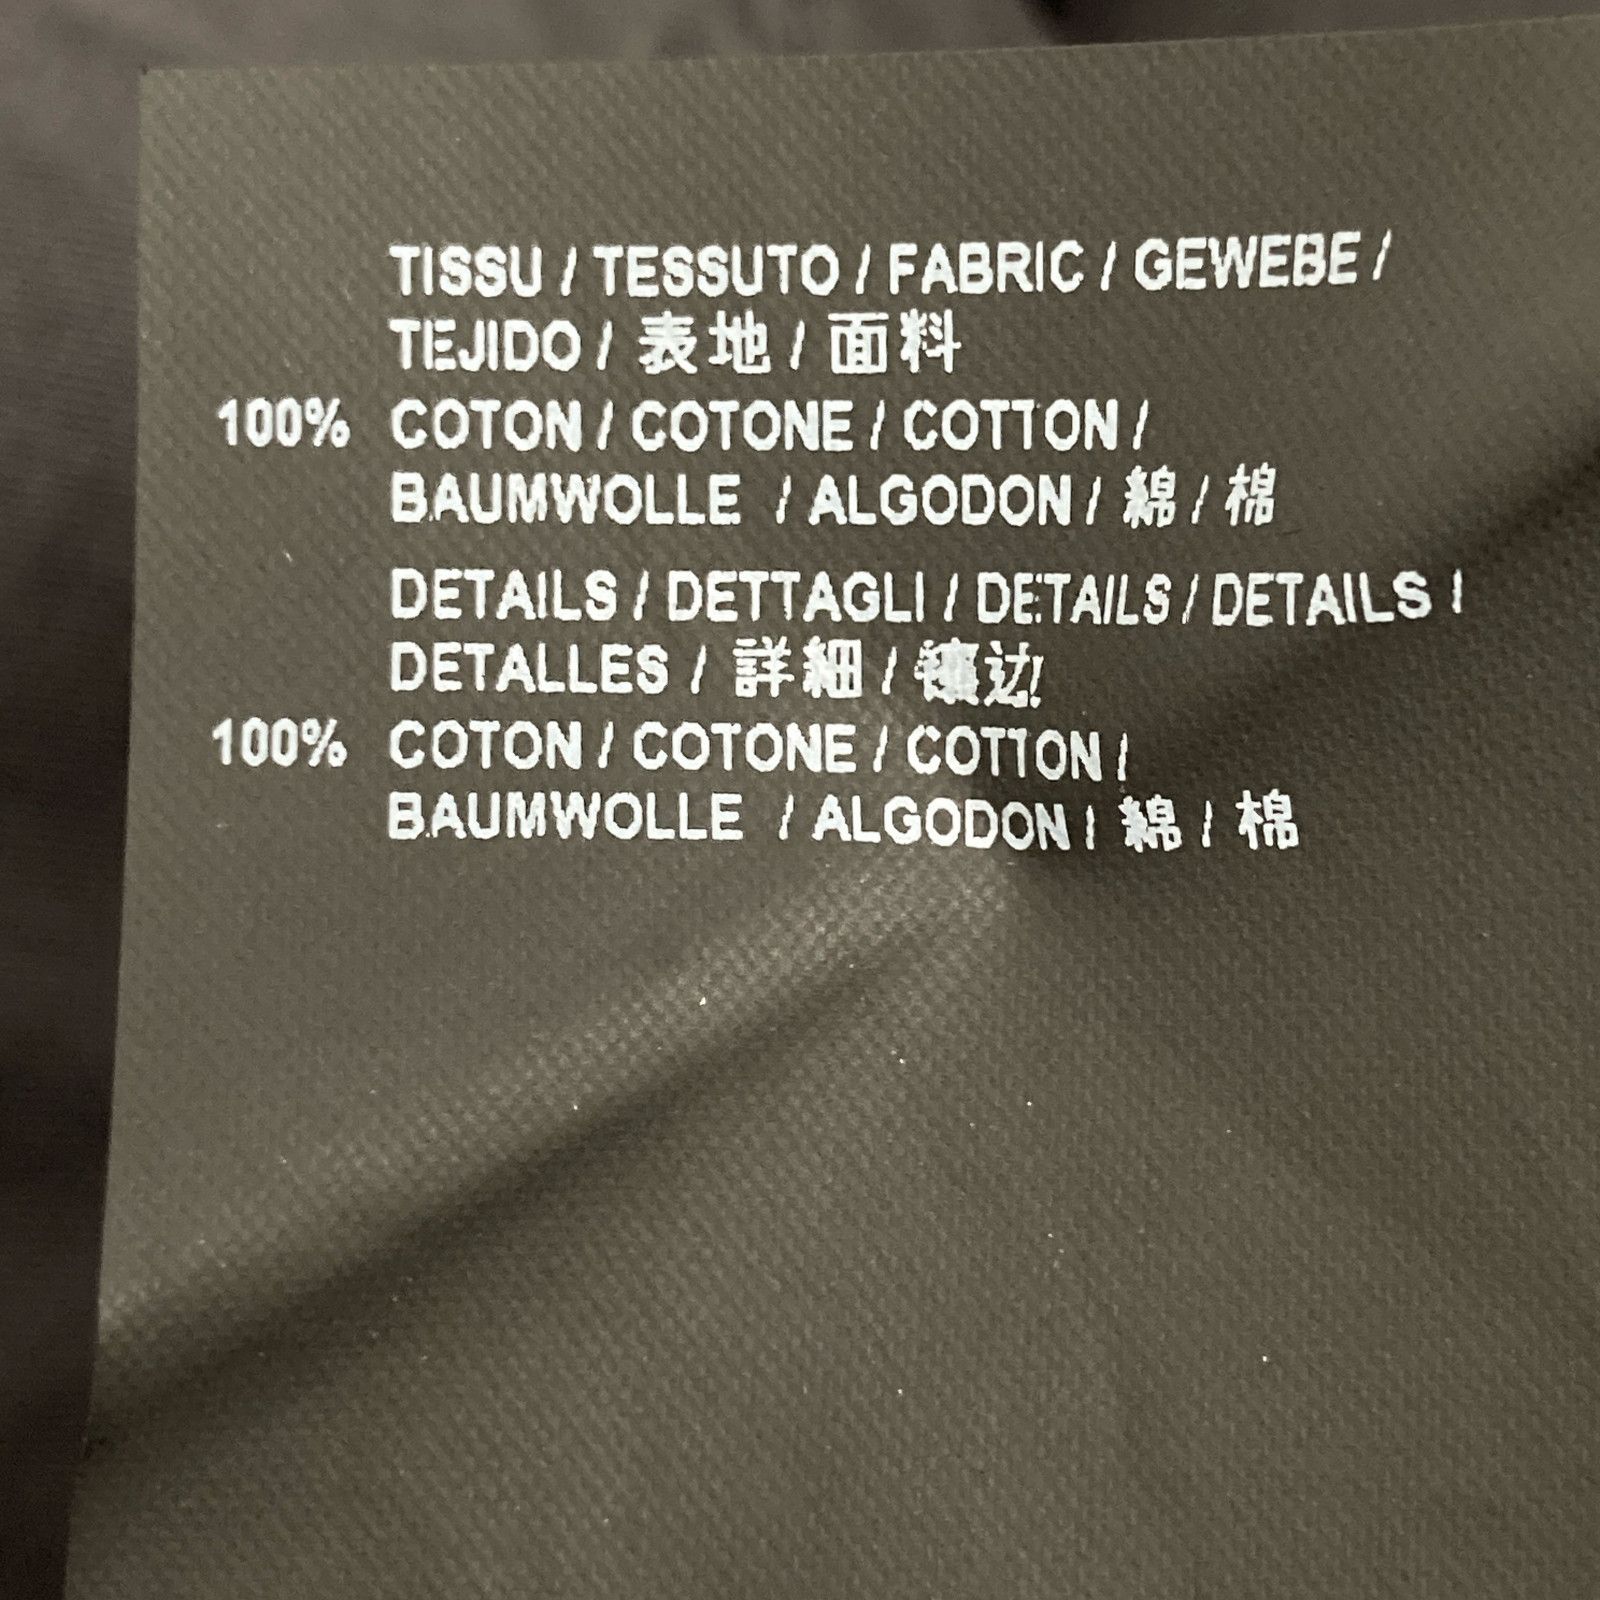 TISSU / TESSUTO / FABRIC / GEWEBE /
TEJIDO / 表地 / 面料
100% COTON / COTONE / COTTON /
BAUMWOLLE / ALGODON / 綿 / 棉
DETAILS / DETTAGLI / DETAILS / DETAILS /
DETALLES / 詳細 / 镶边
100% COTON / COTONE / COTTON /
BAUMWOLLE / ALGODON / 綿 / 棉